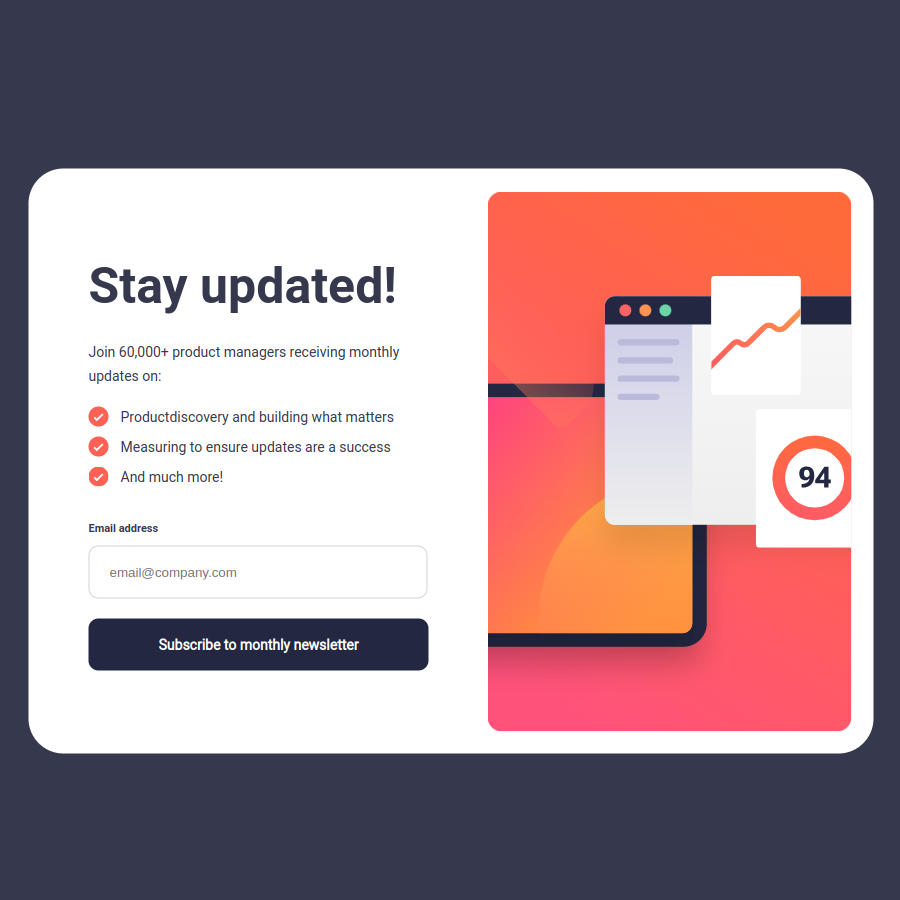 Stay updated!
Join 60,000+ product managers receiving monthly
updates on:
Productdiscovery and building what matters
Measuring to ensure updates are a success
And much more!
Email address
email@company.com
Subscribe to monthly newsletter
94